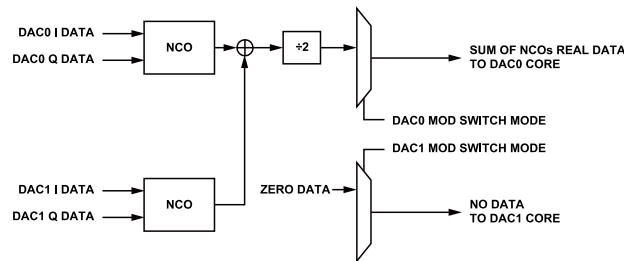 DAC0 I DATA
DAC0 Q DATA
NCO
÷2
SUM OF NCOs REAL DATA
TO DAC0 CORE
DAC0 MOD SWITCH MODE
DAC1 MOD SWITCH MODE
DAC1 I DATA
DAC1 Q DATA
NCO
ZERO DATA
NO DATA
TO DAC1 CORE